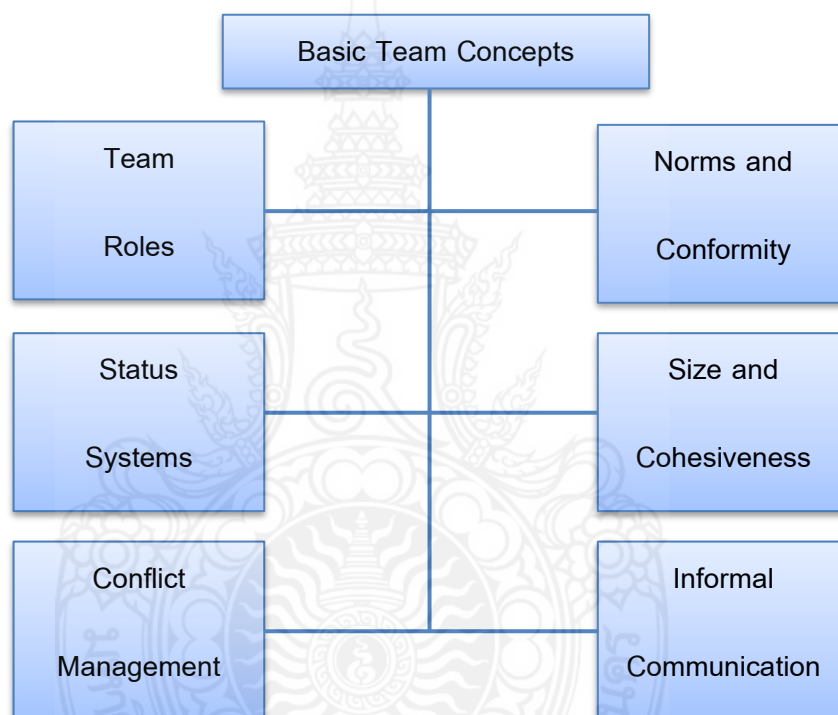 Basic Team Concepts
Team
Roles
Norms and
Conformity
Status
Systems
Size and
Cohesiveness
Conflict
Management
Informal
Communication